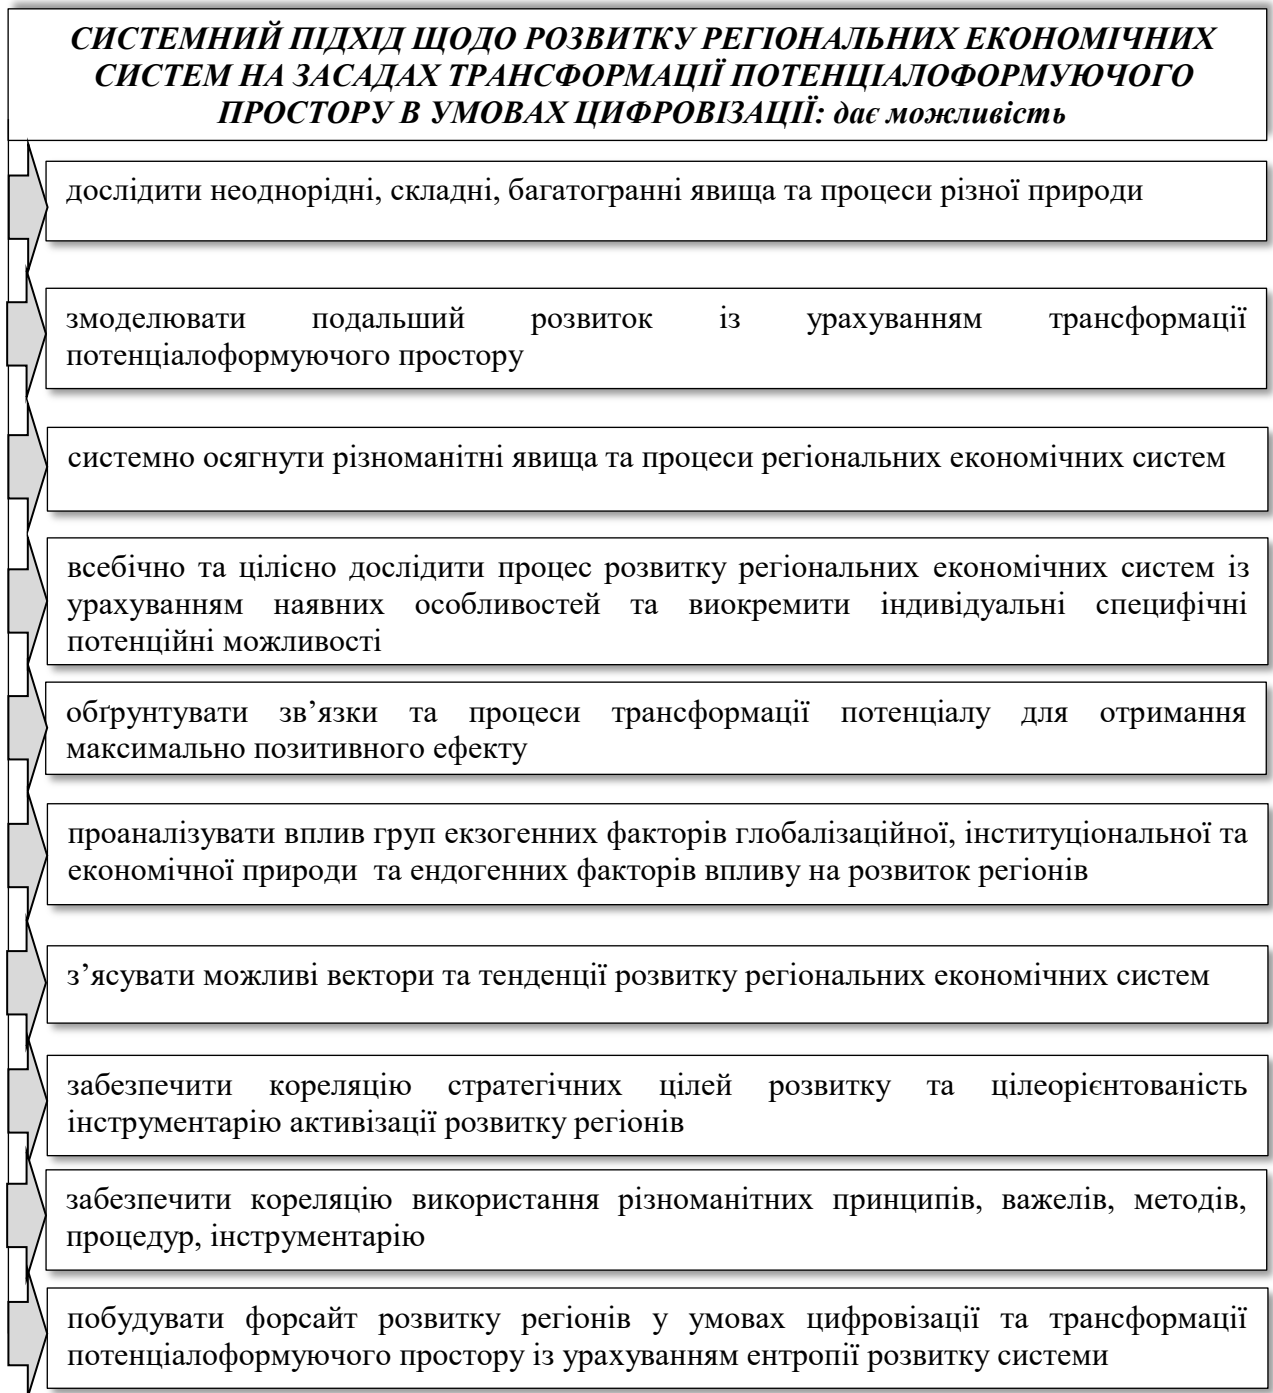 СИСТЕМНИЙ ПІДХІД ЩОДО РОЗВИТКУ РЕГІОНАЛЬНИХ ЕКОНОМІЧНИХ
СИСТЕМ НА ЗАСАДАХ ТРАНСФОРМАЦІЇ ПОТЕНЦІАЛОФОРМУЮЧОГО
ПРОСТОРУ В УМОВАХ ЦИФРОВІЗАЦІЇ: дає можливість
дослідити неоднорідні, складні, багатогранні явища та процеси різної природи
змоделювати подальший розвиток із урахуванням трансформації
потенціалоформуючого простору
системно осягнути різноманітні явища та процеси регіональних економічних систем
всебічно та цілісно дослідити процес розвитку регіональних економічних систем із
урахуванням наявних особливостей та виокремити індивідуальні специфічні
потенційні можливості
обґрунтувати зв’язки та процеси трансформації потенціалу для отримання
максимально позитивного ефекту
проаналізувати вплив груп екзогенних факторів глобалізаційної, інституціональної та
економічної природи та ендогенних факторів впливу на розвиток регіонів
з’ясувати можливі вектори та тенденції розвитку регіональних економічних систем
забезпечити кореляцію стратегічних цілей розвитку та цілеорієнтованість
інструментарію активізації розвитку регіонів
забезпечити кореляцію використання різноманітних принципів, важелів, методів,
процедур, інструментарію
побудувати форсайт розвитку регіонів у умовах цифровізації та трансформації
потенціалоформуючого простору із урахуванням ентропії розвитку системи